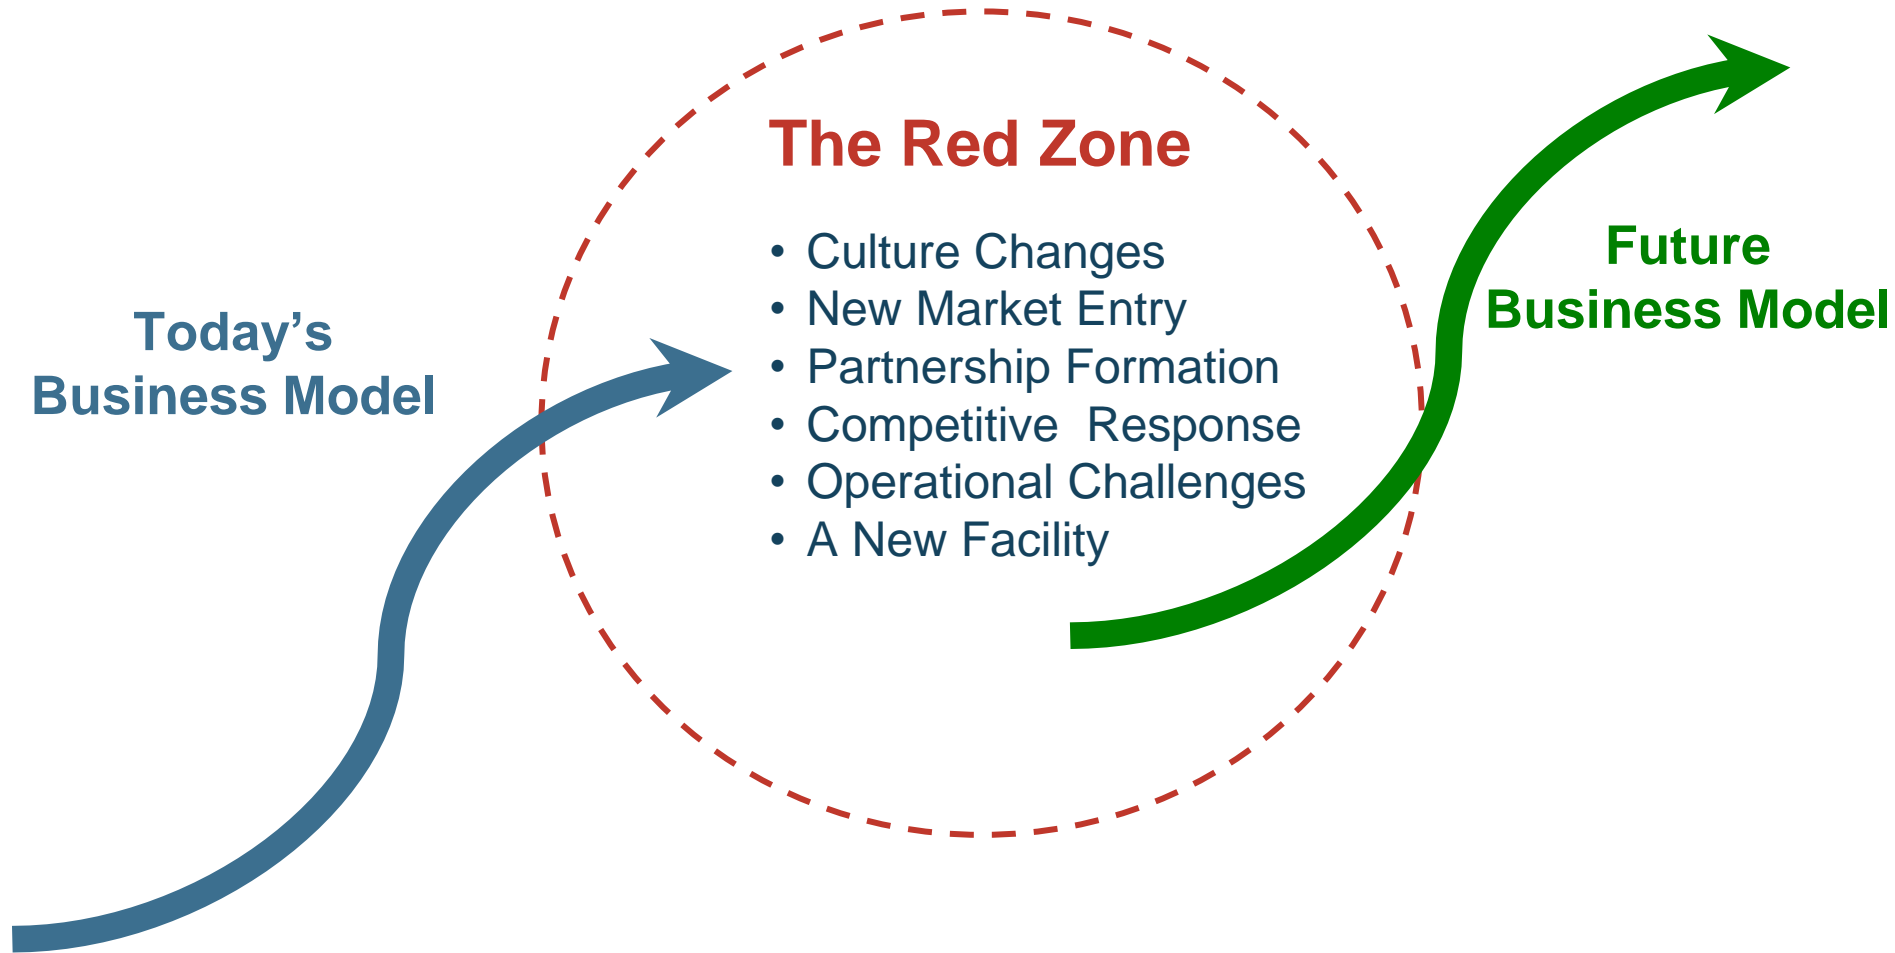 The Red Zone
• Culture Changes
• New Market Entry
• Partnership Formation
• Competitive  Response
• Operational Challenges
• A New Facility
Today’s
Business Model
Future
Business Model